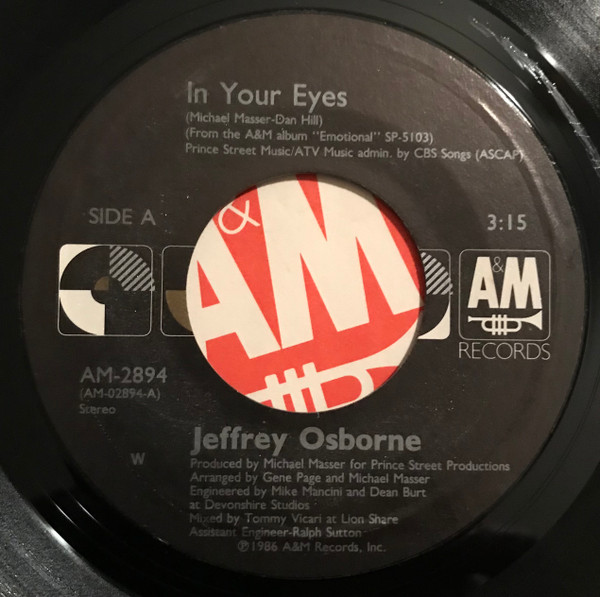 In Your Eyes
(Michael Masser-Dan Hill)
(From the A&M album "Emotional" SP-5103)
Prince Street Music/ATV Music admin. by CBS Songs (ASCAP)
SIDE A
3:15
&
AM
A&M
RECORDS
AM-2894
(AM-02894-A)
Stereo
W
Jeffrey Osborne
Produced by Michael Masser for Prince Street Productions
Arranged by Gene Page and Michael Masser
Engineered by Mike Mancini and Dean Burt
at Devonshire Studios
Mixed by Tommy Vicari at Lion Share
Assistant Engineer-Ralph Sutton
℗1986 A&M Records, Inc.